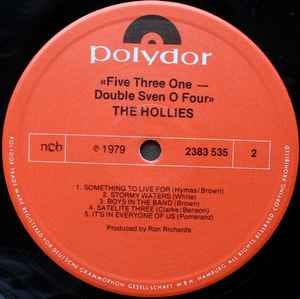 polydor
«Five Three One —
Double Sven O Four»
THE HOLLIES
ncb
℗ 1979
2383 535
2
1. SOMETHING TO LIVE FOR (Hymas/Brown)
2. STORMY WATERS (White)
3. BOYS IN THE BAND (Brown)
4. SATELITE THREE (Clarke/Benson)
5. IT'S IN EVERYONE OF US (Pomeranz)
Produced by Ron Richards